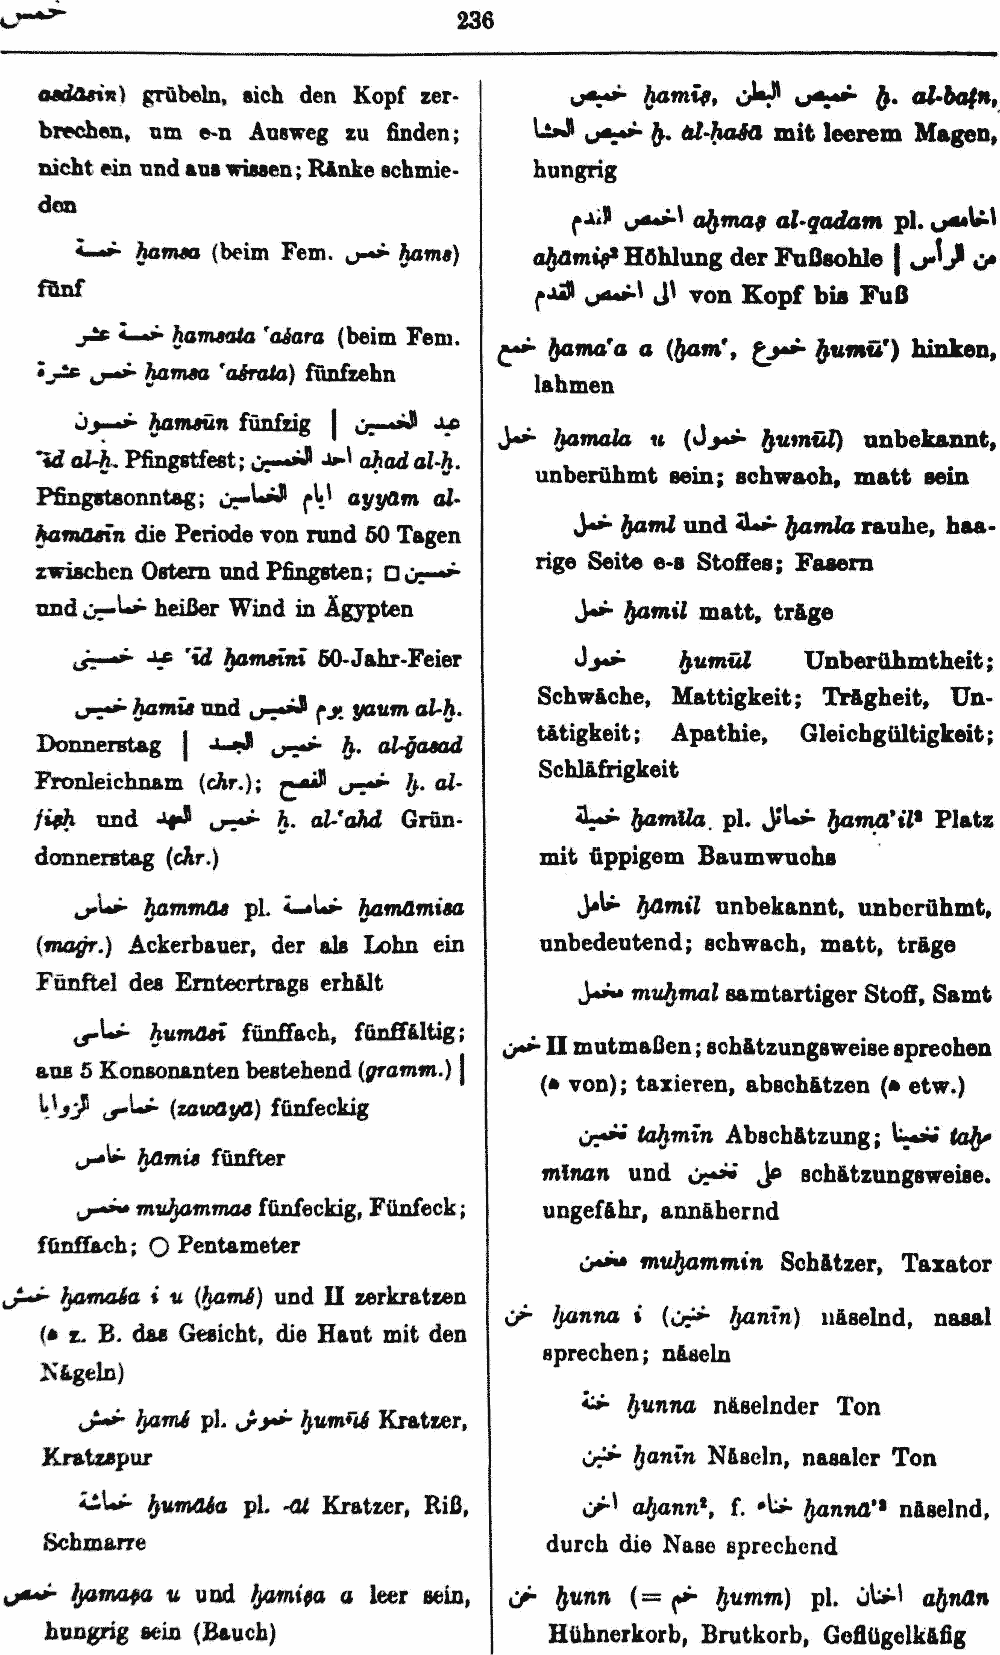 خمس
236
asdāsin) grübeln, sich den Kopf zer-
brechen, um e-n Ausweg zu finden;
nicht ein und aus wissen; Ränke schmie-
den
خمسة ḫamsa (beim Fem. خمس ḫams)
fünf
خمسة عشر ḫamsata ʿašara (beim Fem.
خمس عشرة ḫamsa ʿašrata) fünfzehn
خمسون ḫamsūn fünfzig | عيد الخمسين
ʿīd al-ḫ. Pfingstfest; احد الخمسين aḥad al-ḫ.
Pfingstsonntag; ايام الخماسين ayyām al-
ḫamāsīn die Periode von rund 50 Tagen
zwischen Ostern und Pfingsten; □ خمسين
und خماسين heißer Wind in Ägypten
عيد خمسيني ʿīd ḫamsīnī 50-Jahr-Feier
خميس ḫamīs und يوم الخميس yaum al-ḫ.
Donnerstag | خميس الجسد ḫ. al-ǧasad
Fronleichnam (chr.); خميس الفصح ḫ. al-
fiṣḥ und خميس العهد ḫ. al-ʿahd Grün-
donnerstag (chr.)
خماس ḫammās pl. خمامسة ḫamāmisa
(maǧr.) Ackerbauer, der als Lohn ein
Fünftel des Ernteertrags erhält
خماسى ḫumāsī fünffach, fünffältig;
aus 5 Konsonanten bestehend (gramm.) |
خماسى الزوايا (zawāyā) fünfeckig
خامس ḫāmis fünfter
مخمس muḫammas fünfeckig, Fünfeck;
fünffach; ○ Pentameter
خمش ḫamaša i u (ḫamš) und II zerkratzen
(ه z. B. das Gesicht, die Haut mit den
Nägeln)
خمش ḫamš pl. خموش ḫumūš Kratzer,
Kratzspur
خماشة ḫumāša pl. -āt Kratzer, Riß,
Schmarre
خمص ḫamaṣa u und ḫamiṣa a leer sein,
hungrig sein (Bauch)
خميص ḫamīṣ, خميص البطن ḫ. al-baṭn,
خميص الحشا ḫ. al-ḥašā mit leerem Magen,
hungrig
اخمص القدم aḫmaṣ al-qadam pl. اخامص
aḫāmiṣ² Höhlung der Fußsohle | من الرأس
الى اخمص القدم von Kopf bis Fuß
خمع ḫamaʿa a (ḫamʿ, خموع ḫumūʿ) hinken,
lahmen
خمل ḫamala u (خمول ḫumūl) unbekannt,
unberühmt sein; schwach, matt sein
خمل ḫaml und خملة ḫamla rauhe, haa-
rige Seite e-s Stoffes; Fasern
خمل ḫamil matt, träge
خمول ḫumūl Unberühmtheit;
Schwäche, Mattigkeit; Trägheit, Un-
tätigkeit; Apathie, Gleichgültigkeit;
Schläfrigkeit
خميلة ḫamīla pl. خمائل ḫamāʾil² Platz
mit üppigem Baumwuchs
خامل ḫāmil unbekannt, unberühmt,
unbedeutend; schwach, matt, träge
مخمل muḫmal samtartiger Stoff, Samt
خمن II mutmaßen; schätzungsweise sprechen
(ه von); taxieren, abschätzen (ه etw.)
تخمين taḫmīn Abschätzung; تخمينا taḫ-
mīnan und على تخمين schätzungsweise.
ungefähr, annähernd
مخمن muḫammin Schätzer, Taxator
خن ḫanna i (خنين ḫanīn) näselnd, nasal
sprechen; näseln
خنة ḫunna näselnder Ton
خنين ḫanīn Näseln, nasaler Ton
اخن aḫann², f. خناء ḫannāʾ² näselnd,
durch die Nase sprechend
خن ḫunn (= خم ḫumm) pl. اخنان aḫnān
Hühnerkorb, Brutkorb, Geflügelkäfig